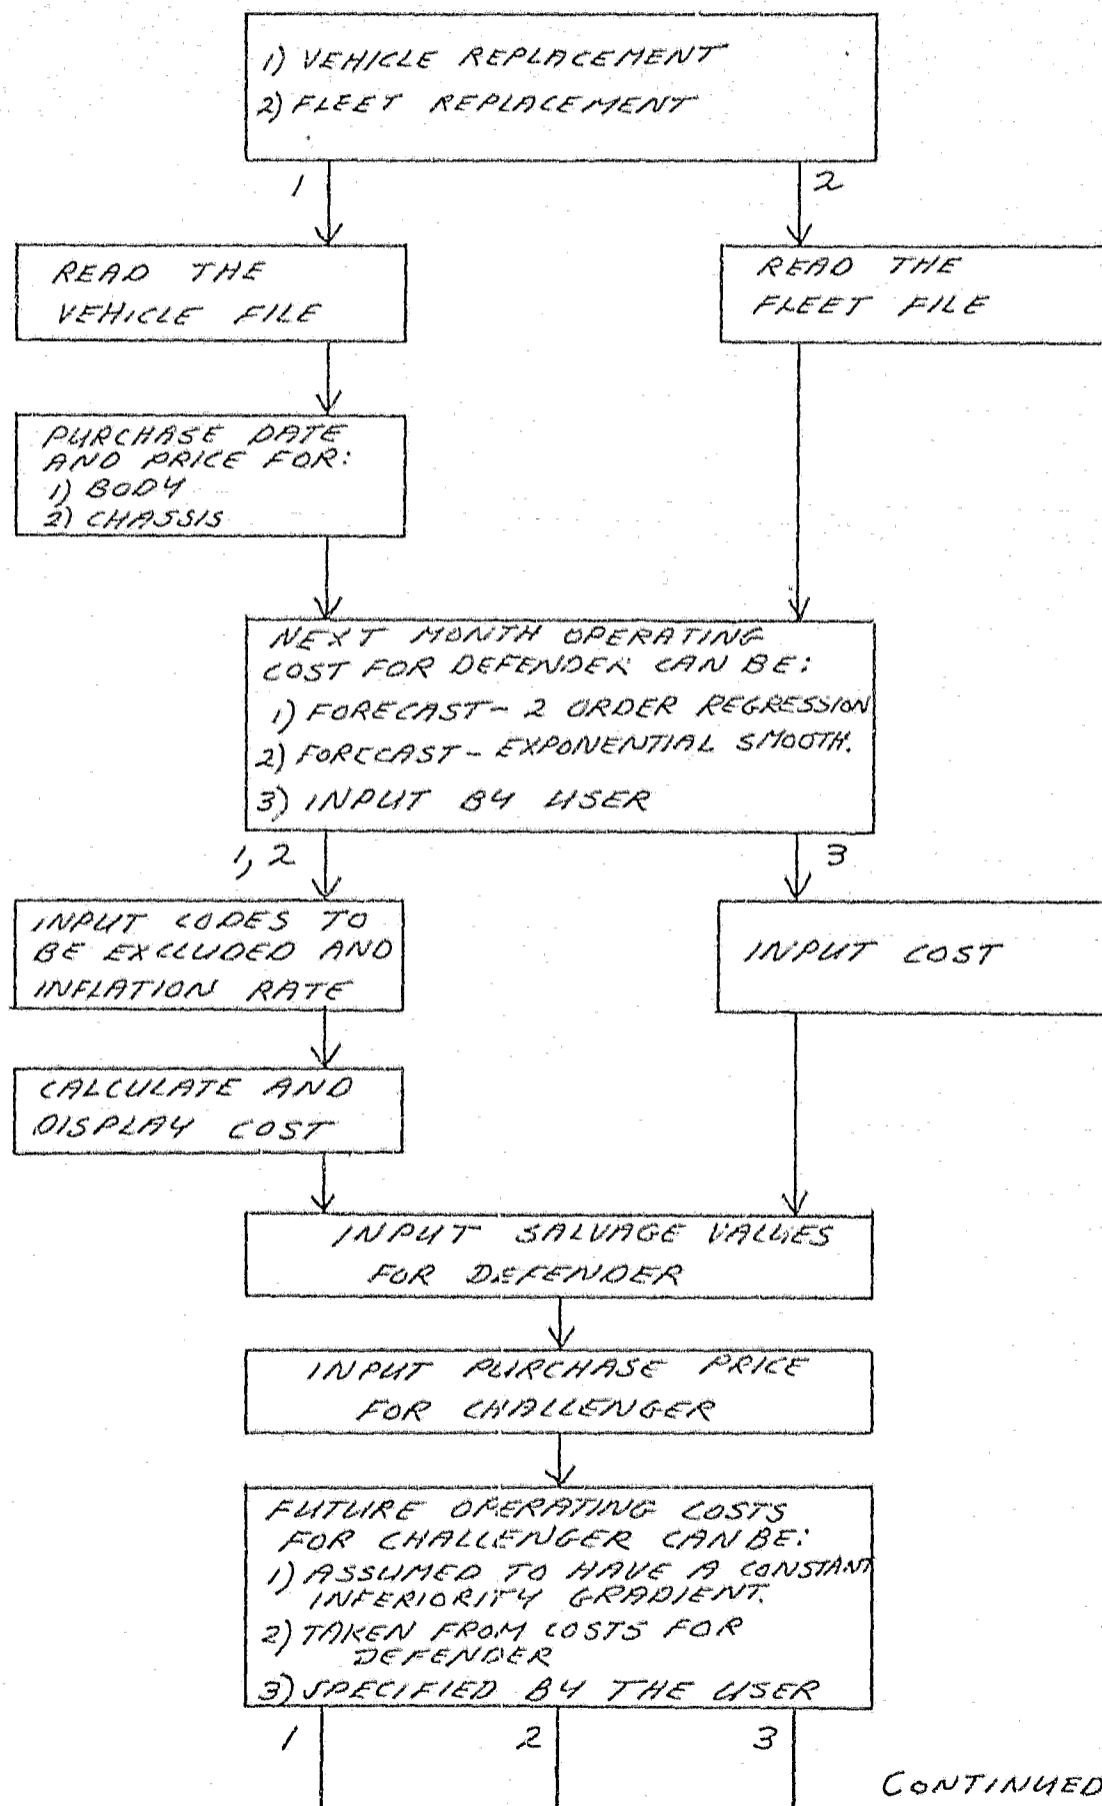 1) VEHICLE REPLACEMENT
2) FLEET REPLACEMENT
1
2
READ THE
VEHICLE FILE
READ THE
FLEET FILE
PURCHASE DATE
AND PRICE FOR:
1) BODY
2) CHASSIS
NEXT MONTH OPERATING
COST FOR DEFENDER CAN BE:
1) FORECAST - 2 ORDER REGRESSION
2) FORECAST - EXPONENTIAL SMOOTH.
3) INPUT BY USER
1, 2
3
INPUT CODES TO
BE EXCLUDED AND
INFLATION RATE
INPUT COST
CALCULATE AND
DISPLAY COST
INPUT SALVAGE VALUES
FOR DEFENDER
INPUT PURCHASE PRICE
FOR CHALLENGER
FUTURE OPERATING COSTS
FOR CHALLENGER CAN BE:
1) ASSUMED TO HAVE A CONSTANT
INFERIORITY GRADIENT.
2) TAKEN FROM COSTS FOR
DEFENDER
3) SPECIFIED BY THE USER
1
2
3
CONTINUED